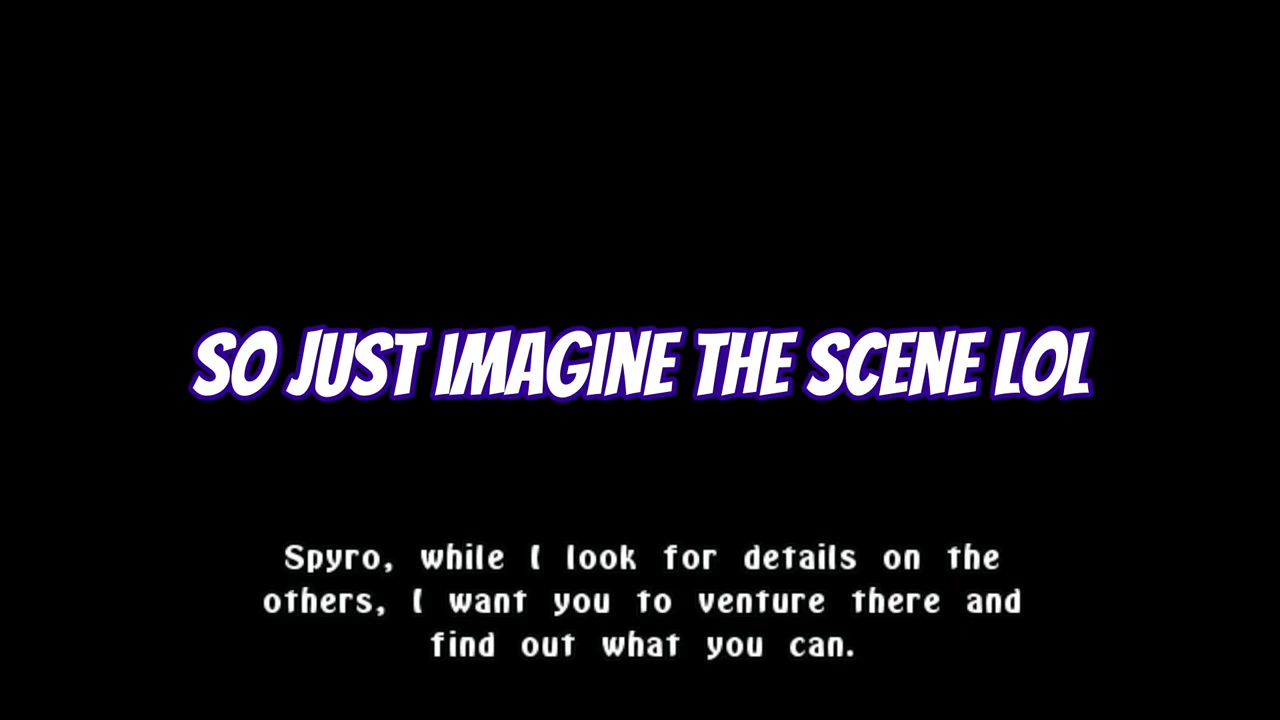 SO JUST IMAGINE THE SCENE LOL
Spyro, while I look for details on the
others, I want you to venture there and
find out what you can.